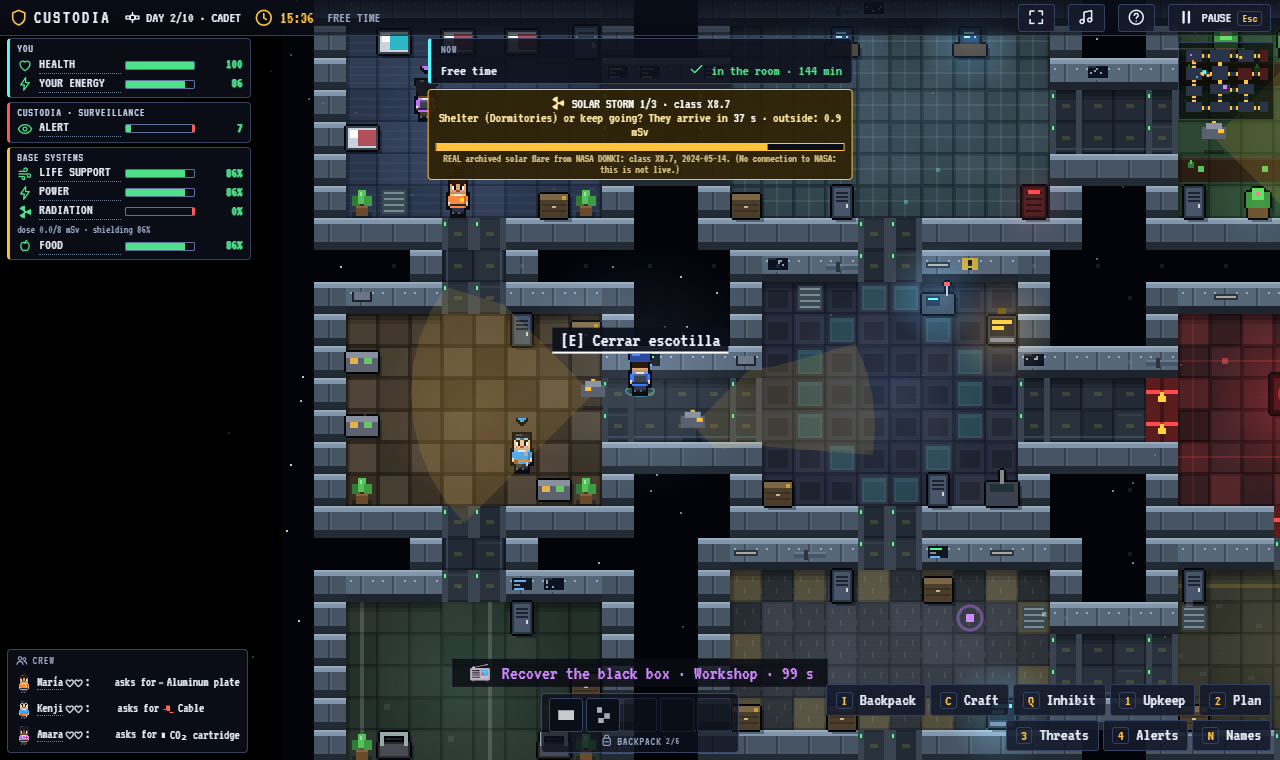 CUSTODIA
DAY 2/10 · CADET
15:36
FREE TIME
PAUSE Esc
YOU
HEALTH 100
YOUR ENERGY 86
CUSTODIA · SURVEILLANCE
ALERT 7
BASE SYSTEMS
LIFE SUPPORT 86%
POWER 86%
RADIATION 0%
0.0/0 mSv · shielding 86%
FOOD 86%
NOW
Free time
in the room · 144 min
SOLAR STORM 1/3 · class X8.7
Shelter (Dormitories) or keep going? They arrive in 37 s · outside: 0.9
mSv
REAL archived solar flare from NASA DONKI: class X8.7, 2024-05-14. (No connection to NASA:
this is not live.)
[E] Cerrar escotilla
Recover the black box · Workshop · 99 s
BACKPACK 2/6
CREW
Maria : asks for Aluminum plate
Kenji : asks for Cable
Amara : asks for CO₂ cartridge
I Backpack
C Craft
Q Inhibit
1 Upkeep
2 Plan
3 Threats
4 Alerts
N Names